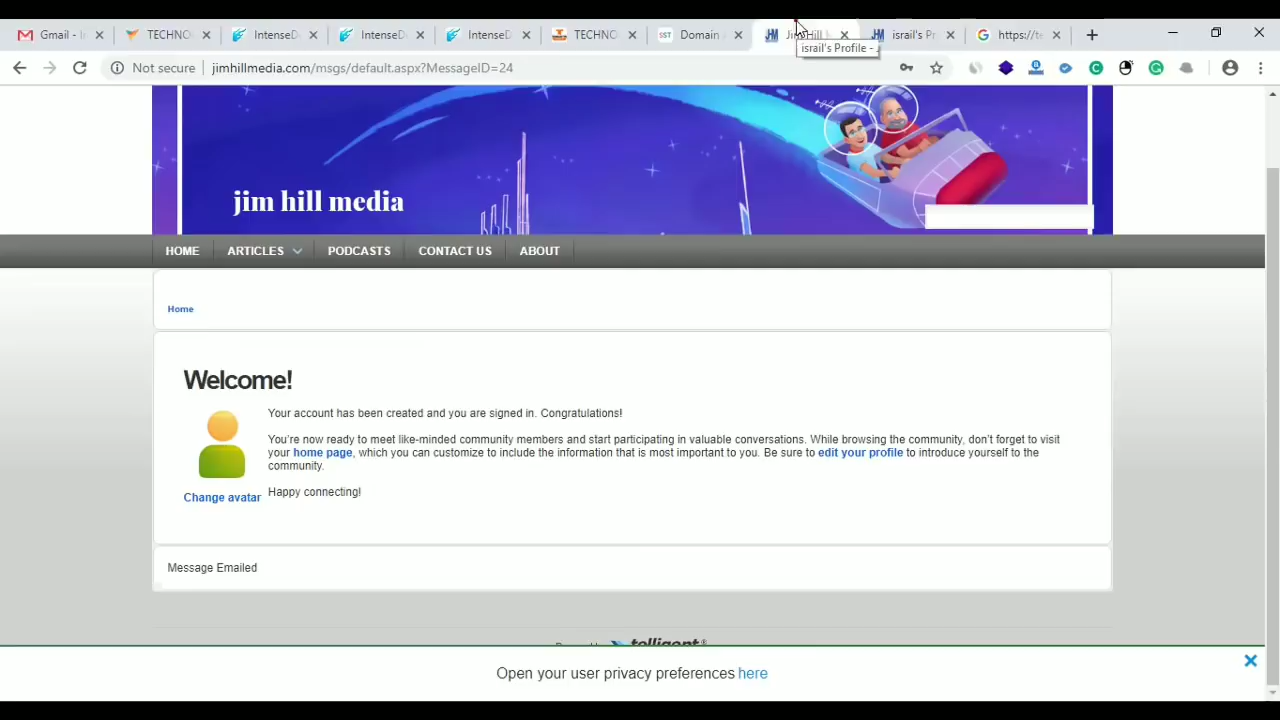 Gmail - I
TECHNO
IntenseD
IntenseD
IntenseD
TECHNO
SST
Domain
Jim Hill M
israil's Pr
https://te
israil's Profile -
Not secure
jimhillmedia.com/msgs/default.aspx?MessageID=24
jim hill media
HOME
ARTICLES
PODCASTS
CONTACT US
ABOUT
Home
Welcome!
Your account has been created and you are signed in. Congratulations!
You're now ready to meet like-minded community members and start participating in valuable conversations. While browsing the community, don't forget to visit
your home page, which you can customize to include the information that is most important to you. Be sure to edit your profile to introduce yourself to the
community.
Change avatar
Happy connecting!
Message Emailed
telligent
Open your user privacy preferences here